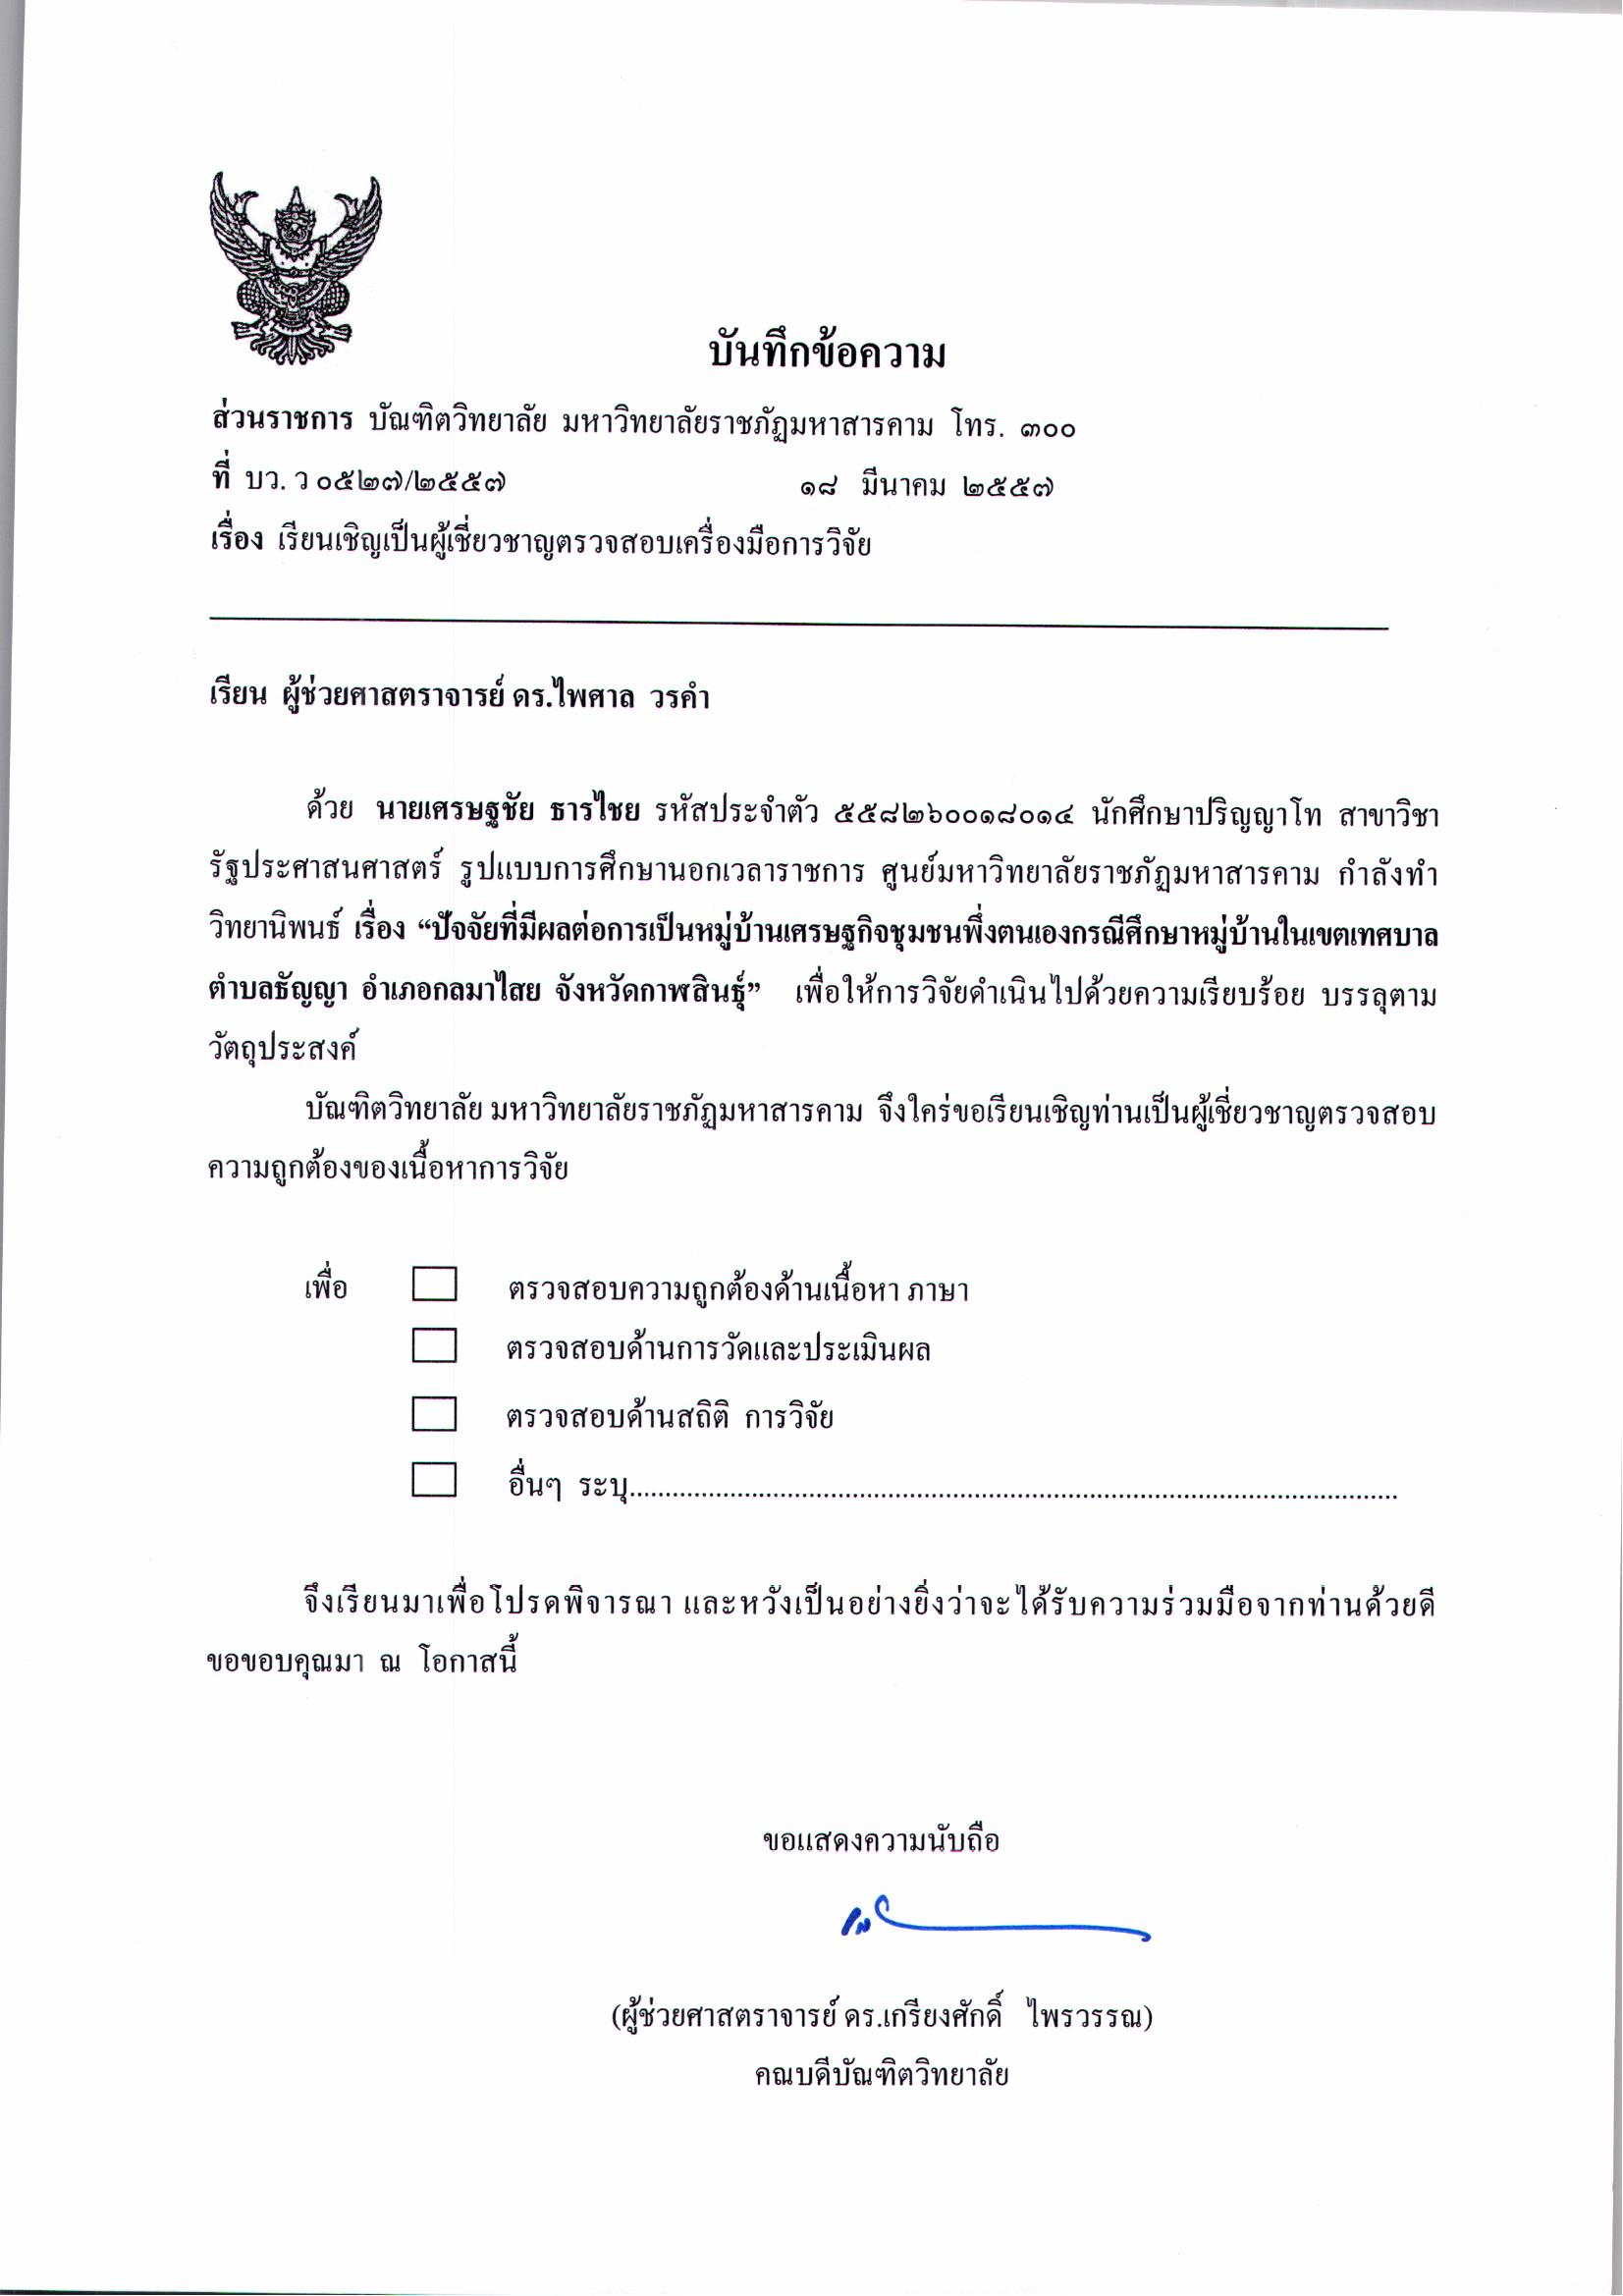 บันทึกข้อความ
ส่วนราชการ บัณฑิตวิทยาลัย มหาวิทยาลัยราชภัฏมหาสารคาม โทร. ๓๐๐
ที่ บว. ว ๐๕๒๗/๒๕๕๗ ๑๘ มีนาคม ๒๕๕๗
เรื่อง เรียนเชิญเป็นผู้เชี่ยวชาญตรวจสอบเครื่องมือการวิจัย
เรียน ผู้ช่วยศาสตราจารย์ ดร.ไพศาล วรคำ
ด้วย นายเศรษฐชัย ธารไชย รหัสประจำตัว ๕๕๘๒๖๐๐๑๘๐๑๔ นักศึกษาปริญญาโท สาขาวิชา
รัฐประศาสนศาสตร์ รูปแบบการศึกษานอกเวลาราชการ ศูนย์มหาวิทยาลัยราชภัฏมหาสารคาม กำลังทำ
วิทยานิพนธ์ เรื่อง “ปัจจัยที่มีผลต่อการเป็นหมู่บ้านเศรษฐกิจชุมชนพึ่งตนเองกรณีศึกษาหมู่บ้านในเขตเทศบาล
ตำบลธัญญา อำเภอกลมาไสย จังหวัดกาฬสินธุ์” เพื่อให้การวิจัยดำเนินไปด้วยความเรียบร้อย บรรลุตาม
วัตถุประสงค์
บัณฑิตวิทยาลัย มหาวิทยาลัยราชภัฏมหาสารคาม จึงใคร่ขอเรียนเชิญท่านเป็นผู้เชี่ยวชาญตรวจสอบ
ความถูกต้องของเนื้อหาการวิจัย
เพื่อ ตรวจสอบความถูกต้องด้านเนื้อหา ภาษา
ตรวจสอบด้านการวัดและประเมินผล
ตรวจสอบด้านสถิติ การวิจัย
อื่นๆ ระบุ............................................................................................................
จึงเรียนมาเพื่อโปรดพิจารณา และหวังเป็นอย่างยิ่งว่าจะได้รับความร่วมมือจากท่านด้วยดี
ขอขอบคุณมา ณ โอกาสนี้
ขอแสดงความนับถือ
(ผู้ช่วยศาสตราจารย์ ดร.เกรียงศักดิ์ ไพรวรรณ)
คณบดีบัณฑิตวิทยาลัย